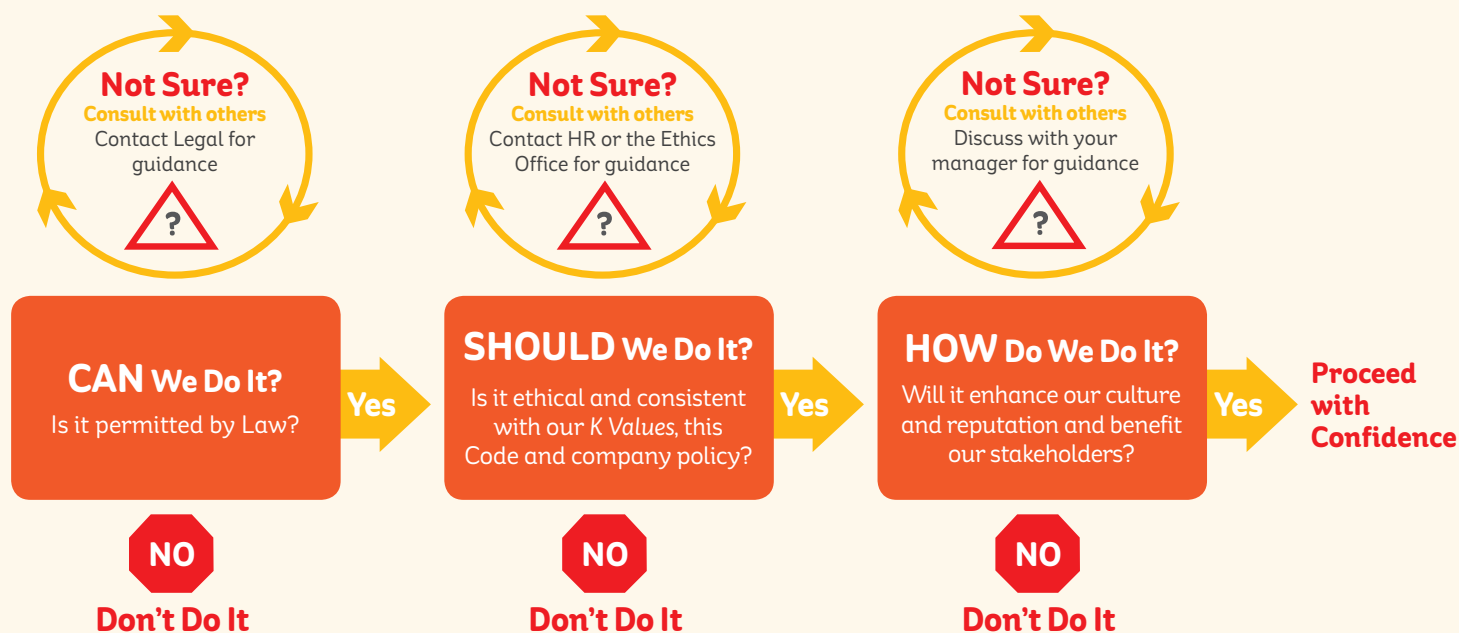 Not Sure?
Consult with others
Contact Legal for
guidance
?
CAN We Do It?
Is it permitted by Law?
NO
Don't Do It
Yes
Not Sure?
Consult with others
Contact HR or the Ethics
Office for guidance
?
SHOULD We Do It?
Is it ethical and consistent
with our K Values, this
Code and company policy?
NO
Don't Do It
Yes
Not Sure?
Consult with others
Discuss with your
manager for guidance
?
HOW Do We Do It?
Will it enhance our culture
and reputation and benefit
our stakeholders?
NO
Don't Do It
Yes
Proceed
with
Confidence